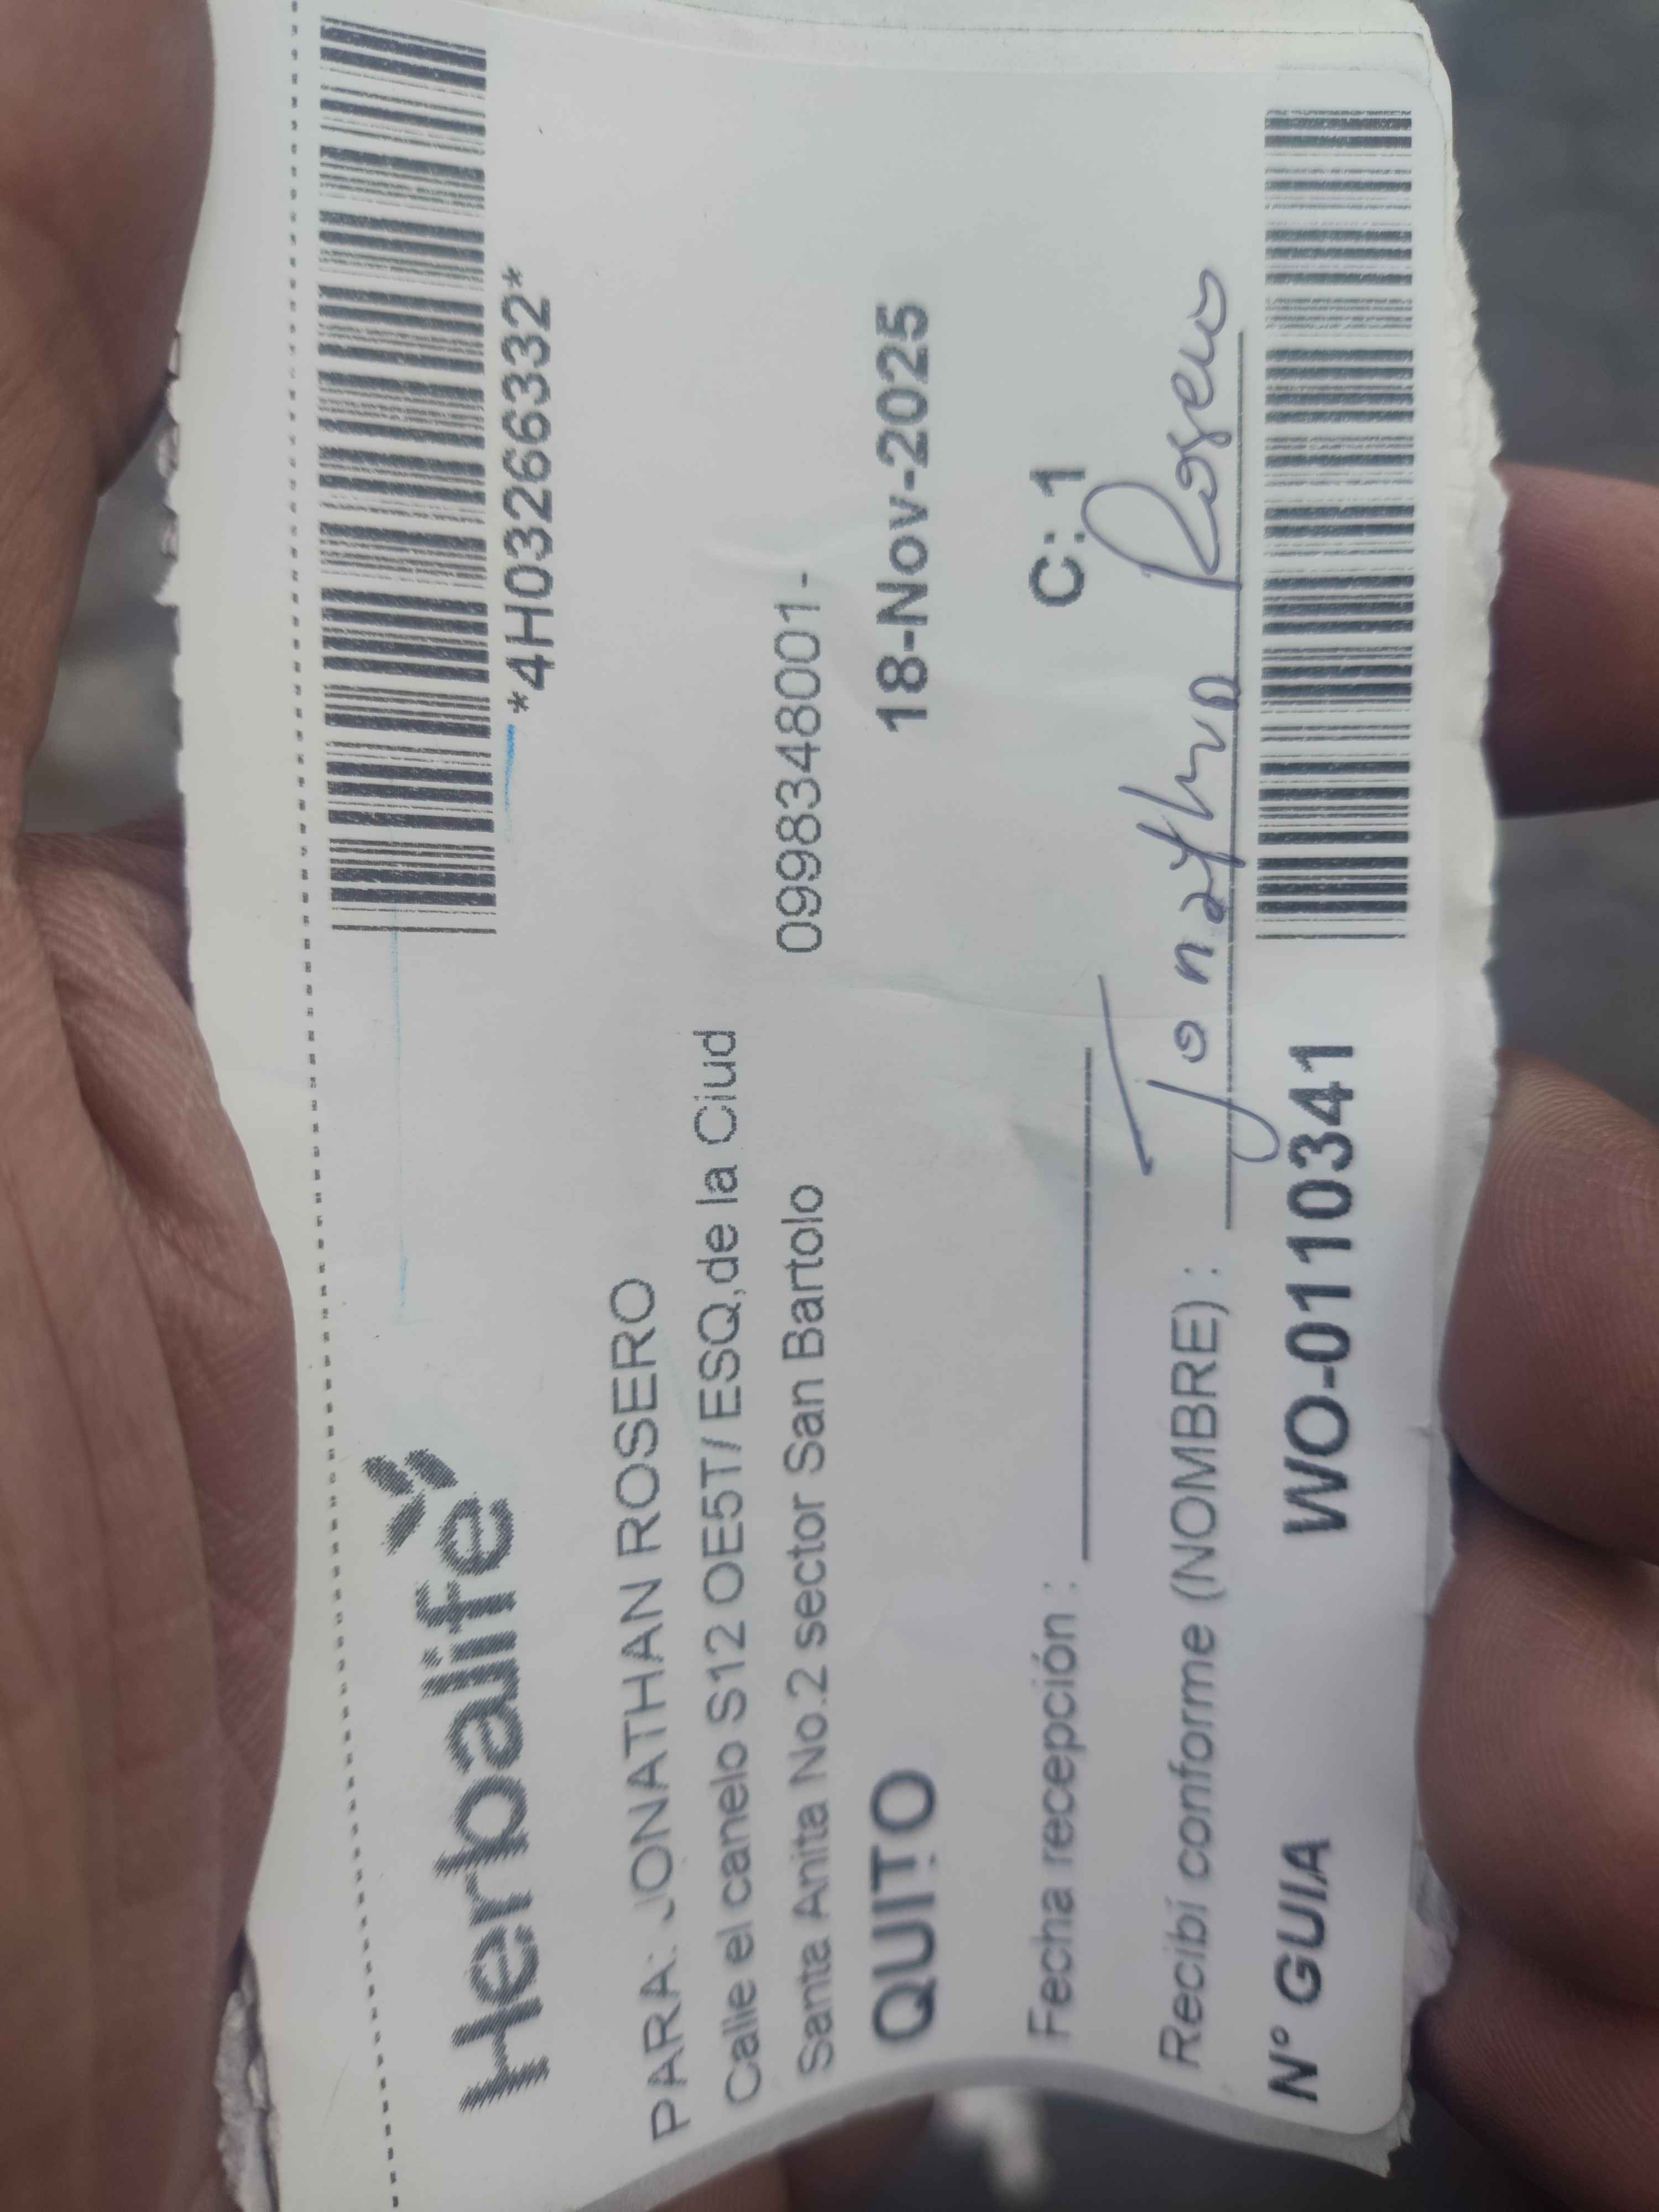 Herbalife
*4H03266332*
PARA: JONATHAN ROSERO
Calle el canelo S12 OE5T/ ESQ,de la Ciud
Santa Anita No.2 sector San Bartolo 0998348001-
QUITO 18-Nov-2025
Fecha recepción : C: 1
Recibí conforme (NOMBRE) : Jonathan Rosero
N° GUIA WO-0110341